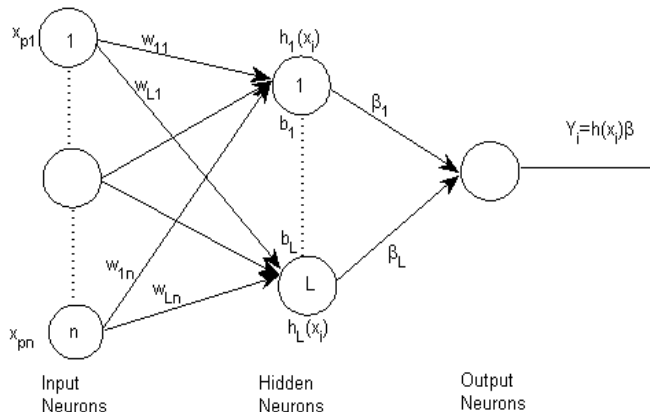 x_p1
1
w_11
h_1(x_i)
w_L1
1
b_1
β_1
Y_i=h(x_i)β
b_L
w_1n
w_Ln
L
β_L
x_pn
n
h_L(x_i)
Input
Neurons
Hidden
Neurons
Output
Neurons